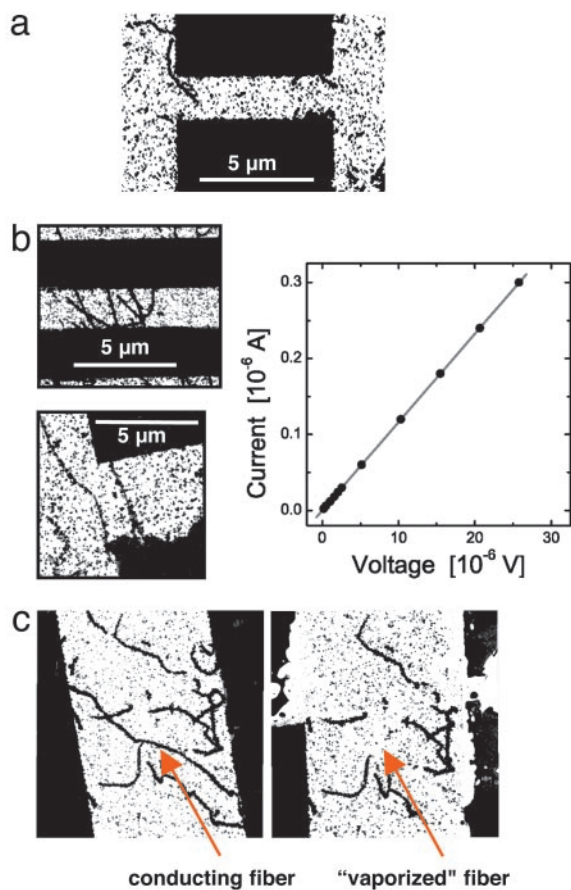 a
5 µm
b
5 µm
5 µm
Current [10⁻⁶ A]
0.3
0.2
0.1
0.0
0 10 20 30
Voltage [10⁻⁶ V]
c
conducting fiber
“vaporized" fiber